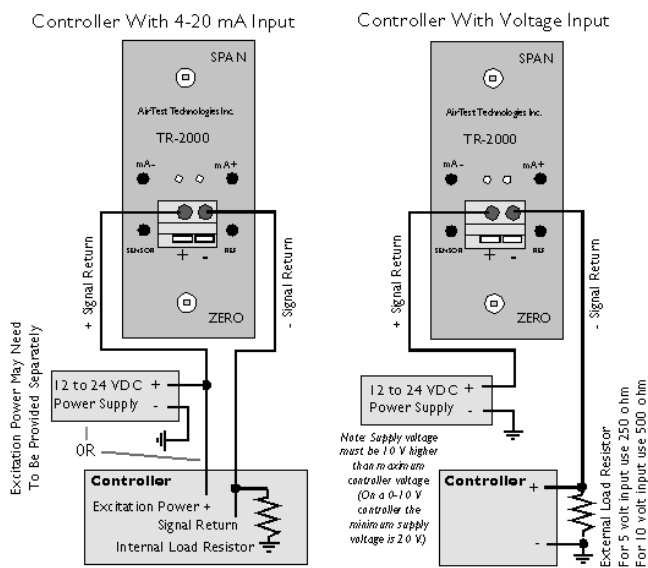 Controller With 4-20 mA Input
SPAN
AirTest Technologies Inc.
TR-2000
mA-
mA+
SENSOR
REF
+ -
ZERO
+ Signal Return
- Signal Return
Excitation Power May Need
To Be Provided Separately
12 to 24 VDC +
Power Supply -
OR
Controller
Excitation Power +
Signal Return
Internal Load Resistor
Controller With Voltage Input
SPAN
AirTest Technologies Inc.
TR-2000
mA-
mA+
SENSOR
REF
+ -
ZERO
+ Signal Return
- Signal Return
12 to 24 VDC +
Power Supply -
Note: Supply voltage
must be 10 V higher
than maximum
controller voltage
(On a 0-10 V
controller the
minimum supply
voltage is 20 V.)
Controller +
-
External Load Resistor
For 5 volt input use 250 ohm
For 10 volt input use 500 ohm